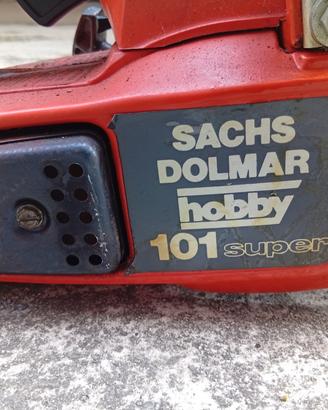 SACHS
DOLMAR
hobby
101 super